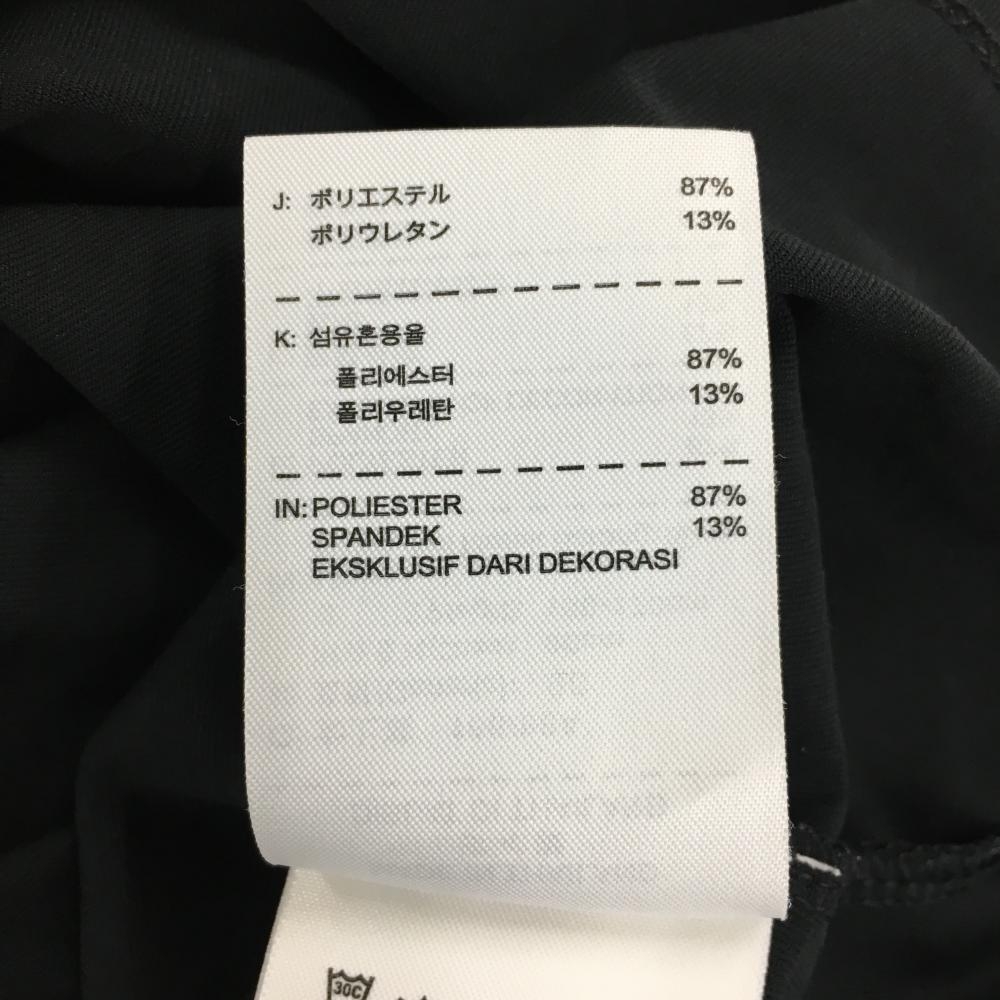 J: ポリエステル 87%
ポリウレタン 13%
K: 섬유혼용율
폴리에스터 87%
폴리우레탄 13%
IN: POLIESTER 87%
SPANDEK 13%
EKSKLUSIF DARI DEKORASI
30C